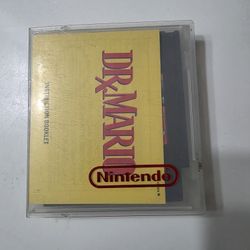 DR. MARIO
INSTRUCTION BOOKLET
Nintendo